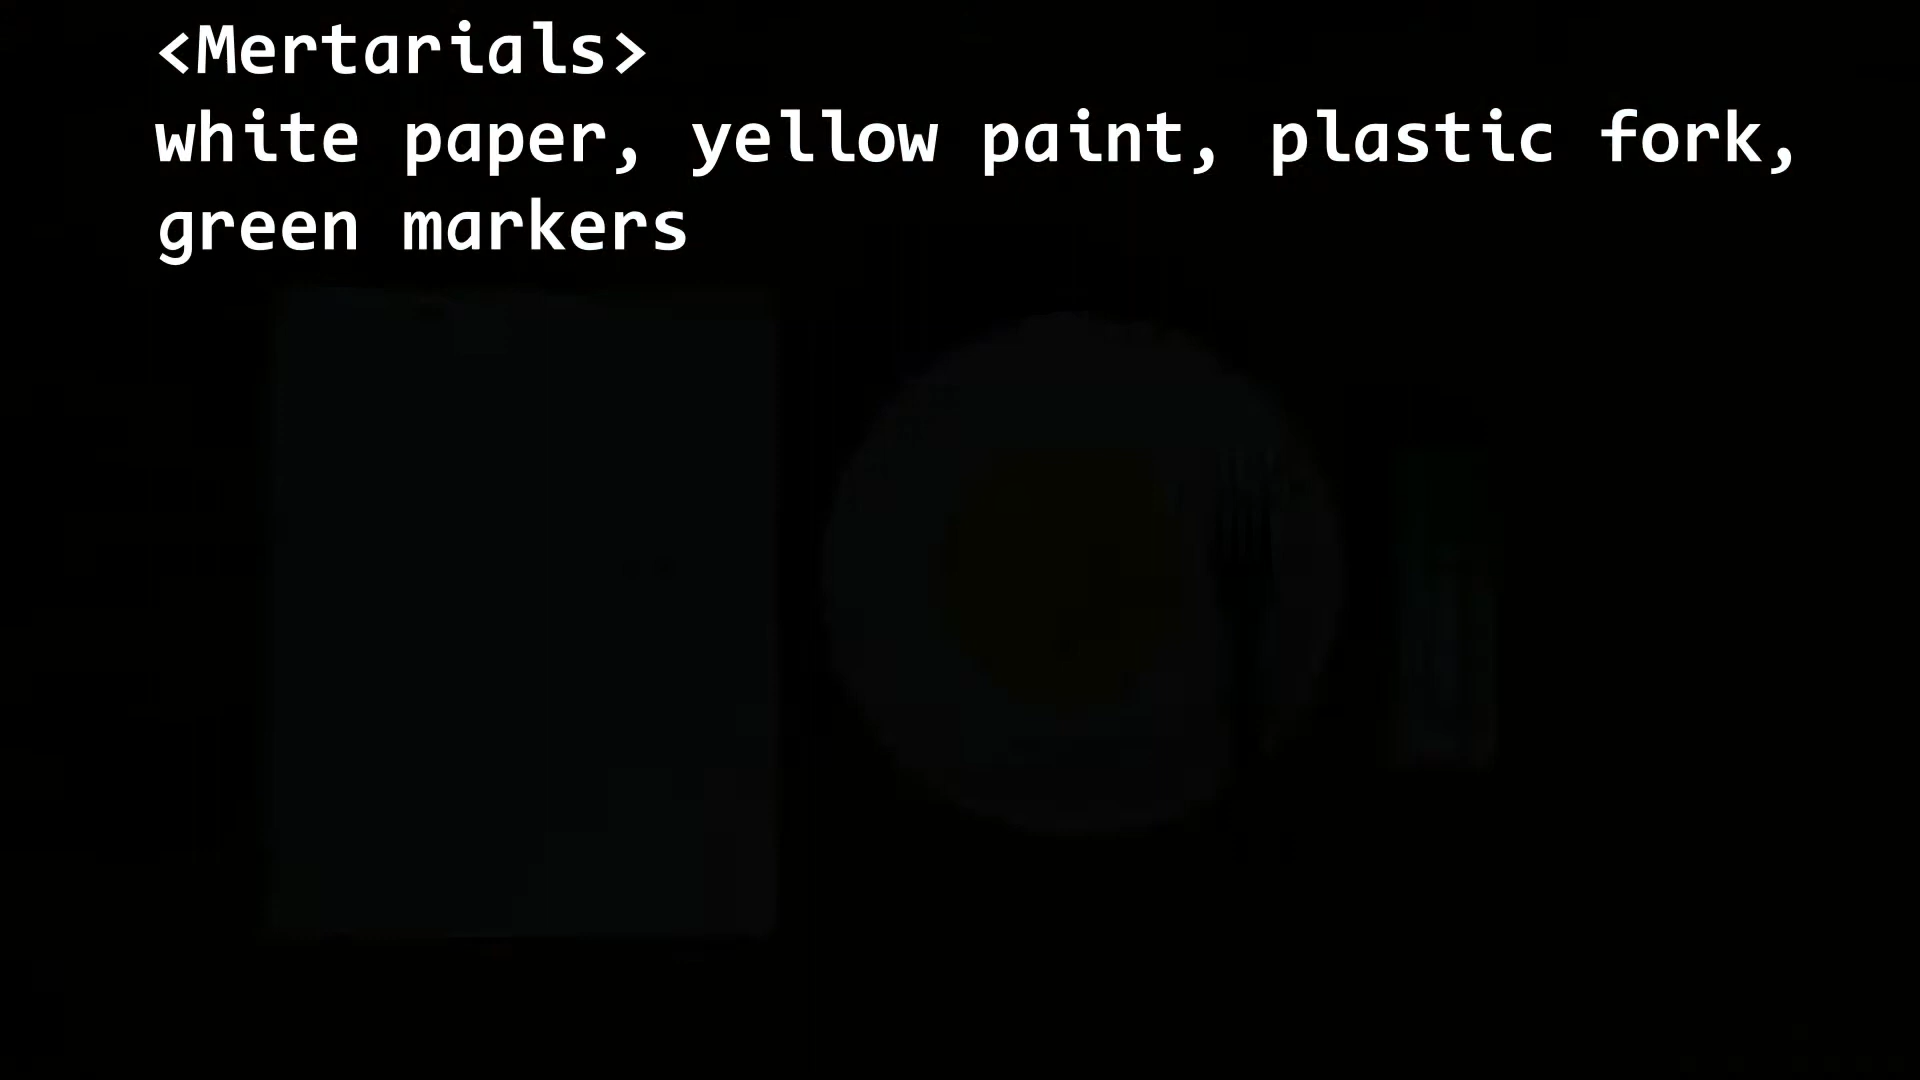 <Mertarials>
white paper, yellow paint, plastic fork,
green markers